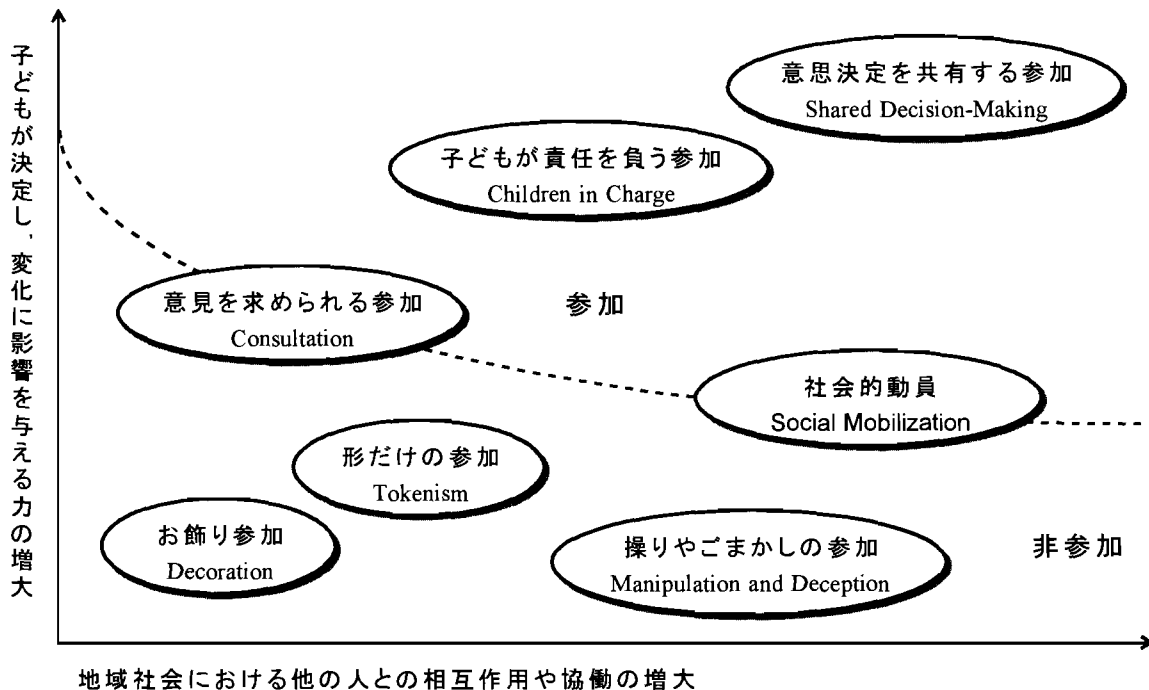 子どもが決定し、変化に影響を与える力の増大
意思決定を共有する参加
Shared Decision-Making
子どもが責任を負う参加
Children in Charge
意見を求められる参加
Consultation
参加
社会的動員
Social Mobilization
形だけの参加
Tokenism
お飾り参加
Decoration
操りやごまかしの参加
Manipulation and Deception
非参加
地域社会における他の人との相互作用や協働の増大